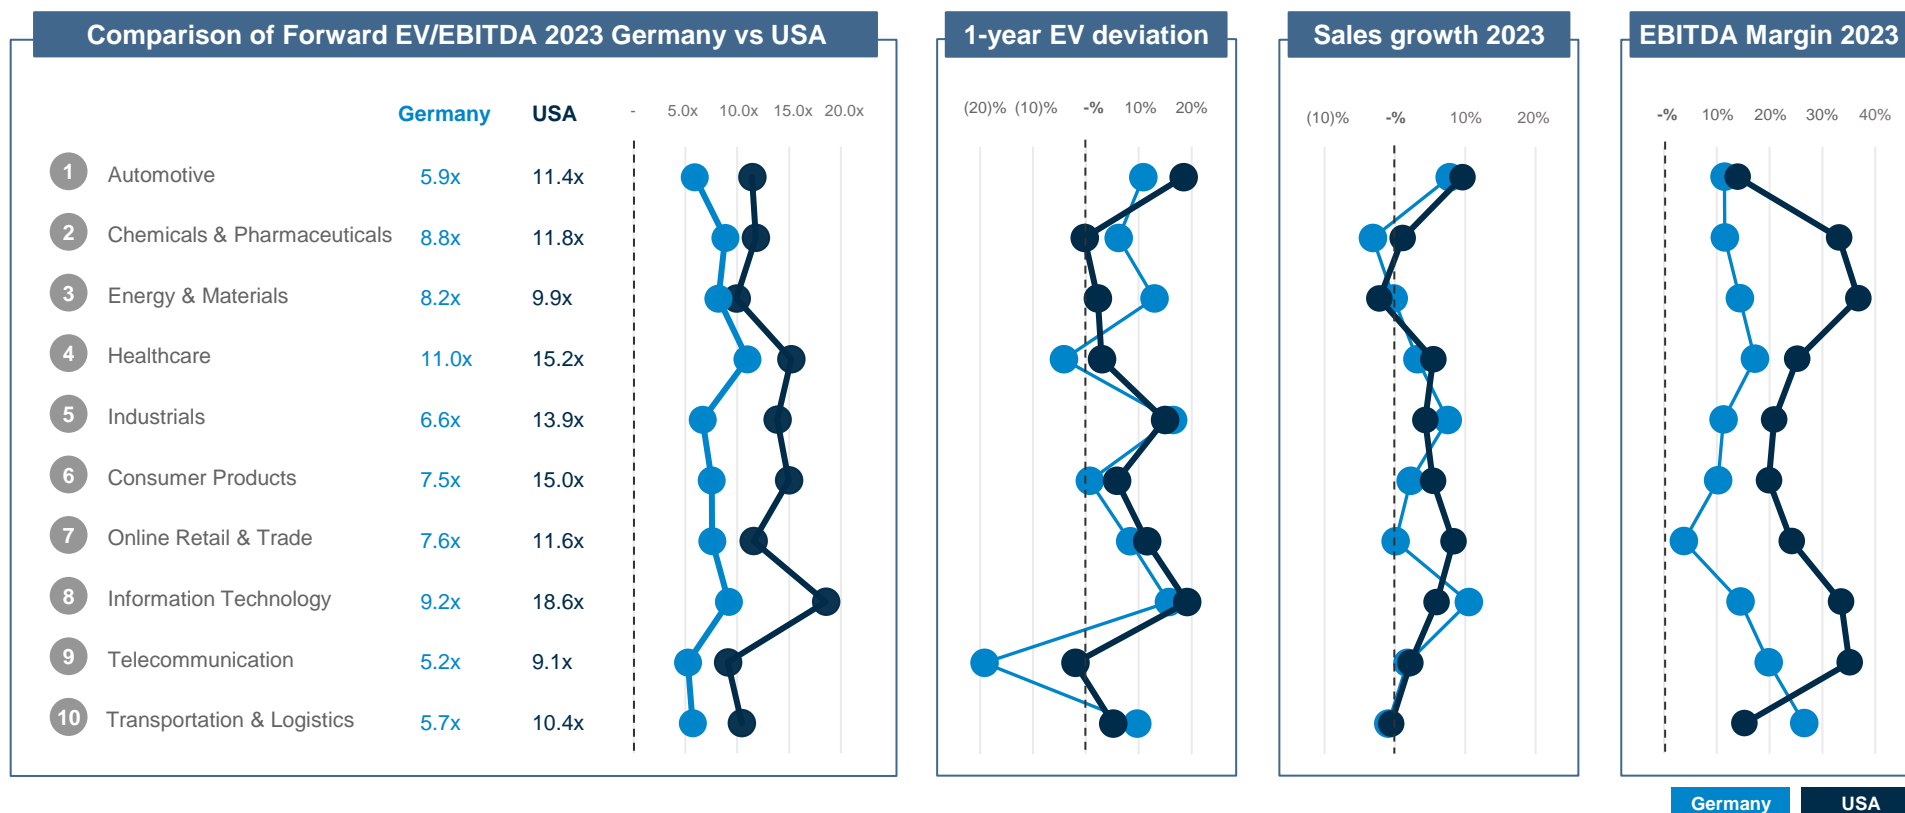 Comparison of Forward EV/EBITDA 2023 Germany vs USA
1-year EV deviation
Sales growth 2023
EBITDA Margin 2023
Germany USA - 5.0x 10.0x 15.0x 20.0x
(20)% (10)% -% 10% 20%
(10)% -% 10% 20%
-% 10% 20% 30% 40%
1 Automotive 5.9x 11.4x
2 Chemicals & Pharmaceuticals 8.8x 11.8x
3 Energy & Materials 8.2x 9.9x
4 Healthcare 11.0x 15.2x
5 Industrials 6.6x 13.9x
6 Consumer Products 7.5x 15.0x
7 Online Retail & Trade 7.6x 11.6x
8 Information Technology 9.2x 18.6x
9 Telecommunication 5.2x 9.1x
10 Transportation & Logistics 5.7x 10.4x
Germany USA